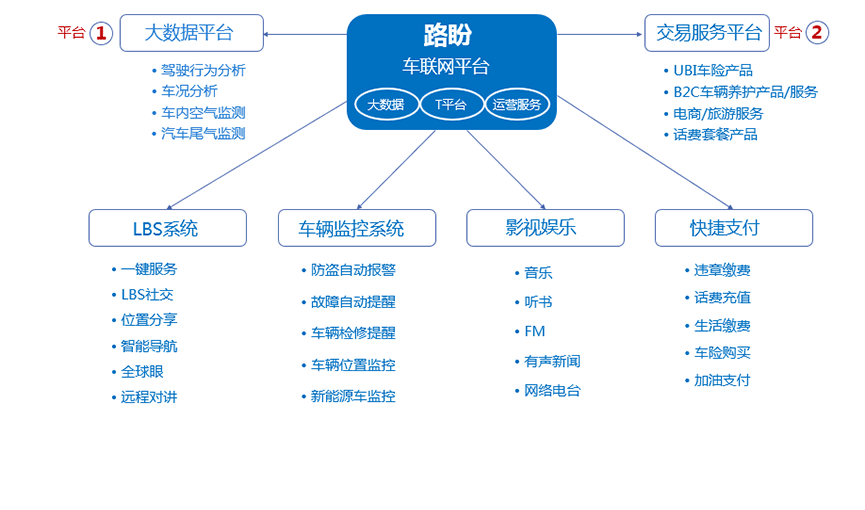 平台 1
大数据平台
• 驾驶行为分析
• 车况分析
• 车内空气监测
• 汽车尾气监测
路盼
车联网平台
大数据
T平台
运营服务
交易服务平台
平台 2
• UBI车险产品
• B2C车辆养护产品/服务
• 电商/旅游服务
• 话费套餐产品
LBS系统
• 一键服务
• LBS社交
• 位置分享
• 智能导航
• 全球眼
• 远程对讲
车辆监控系统
• 防盗自动报警
• 故障自动提醒
• 车辆检修提醒
• 车辆位置监控
• 新能源车监控
影视娱乐
• 音乐
• 听书
• FM
• 有声新闻
• 网络电台
快捷支付
• 违章缴费
• 话费充值
• 生活缴费
• 车险购买
• 加油支付